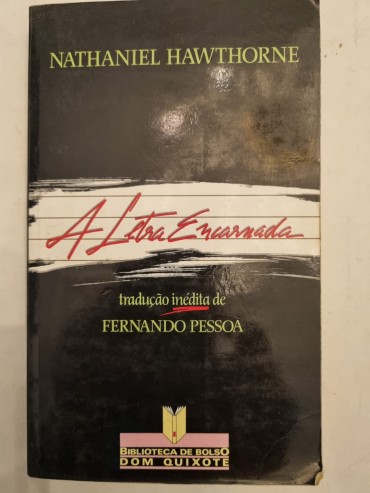 NATHANIEL HAWTHORNE
A Letra Encarnada
tradução inédita de
FERNANDO PESSOA
BIBLIOTECA DE BOLSO
DOM QUIXOTE